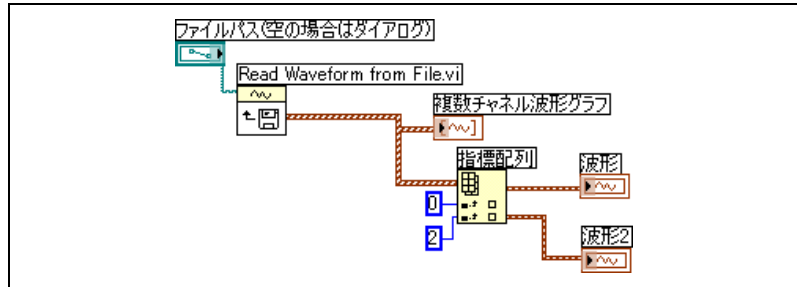 ファイルパス(空の場合はダイアログ)
Read Waveform from File.vi
複数チャネル波形グラフ
指標配列
波形
0
2
波形2